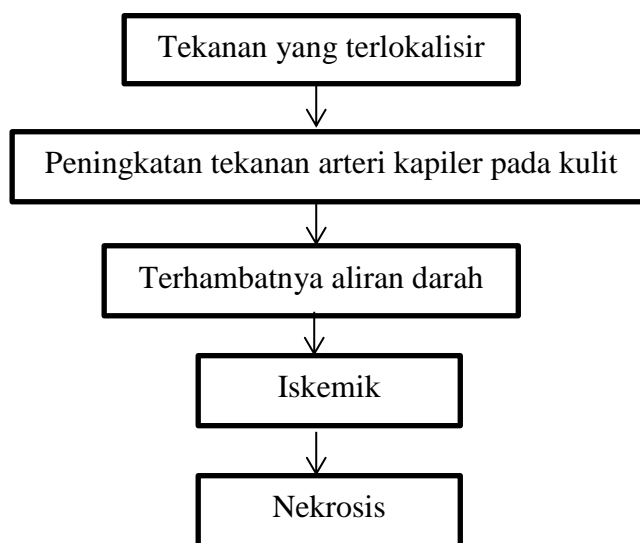 Tekanan yang terlokalisir
Peningkatan tekanan arteri kapiler pada kulit
Terhambatnya aliran darah
Iskemik
Nekrosis